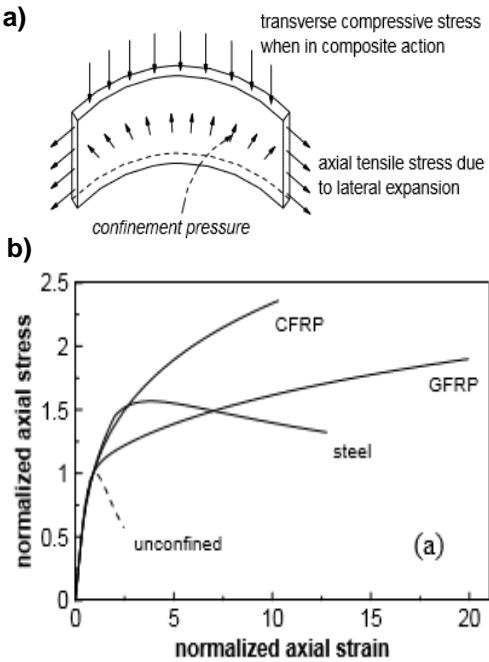 a)
transverse compressive stress
when in composite action
axial tensile stress due
to lateral expansion
confinement pressure
b)
2.5
2
1.5
1
0.5
0
normalized axial stress
CFRP
GFRP
steel
unconfined
(a)
0 5 10 15 20
normalized axial strain